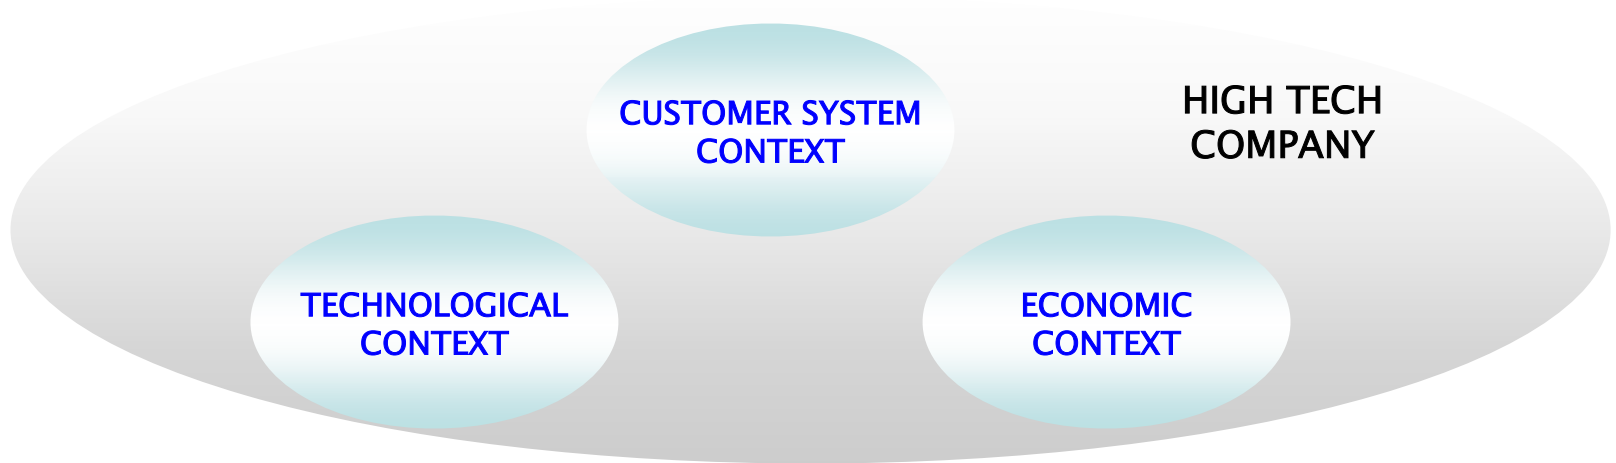 CUSTOMER SYSTEM
CONTEXT
HIGH TECH
COMPANY
TECHNOLOGICAL
CONTEXT
ECONOMIC
CONTEXT